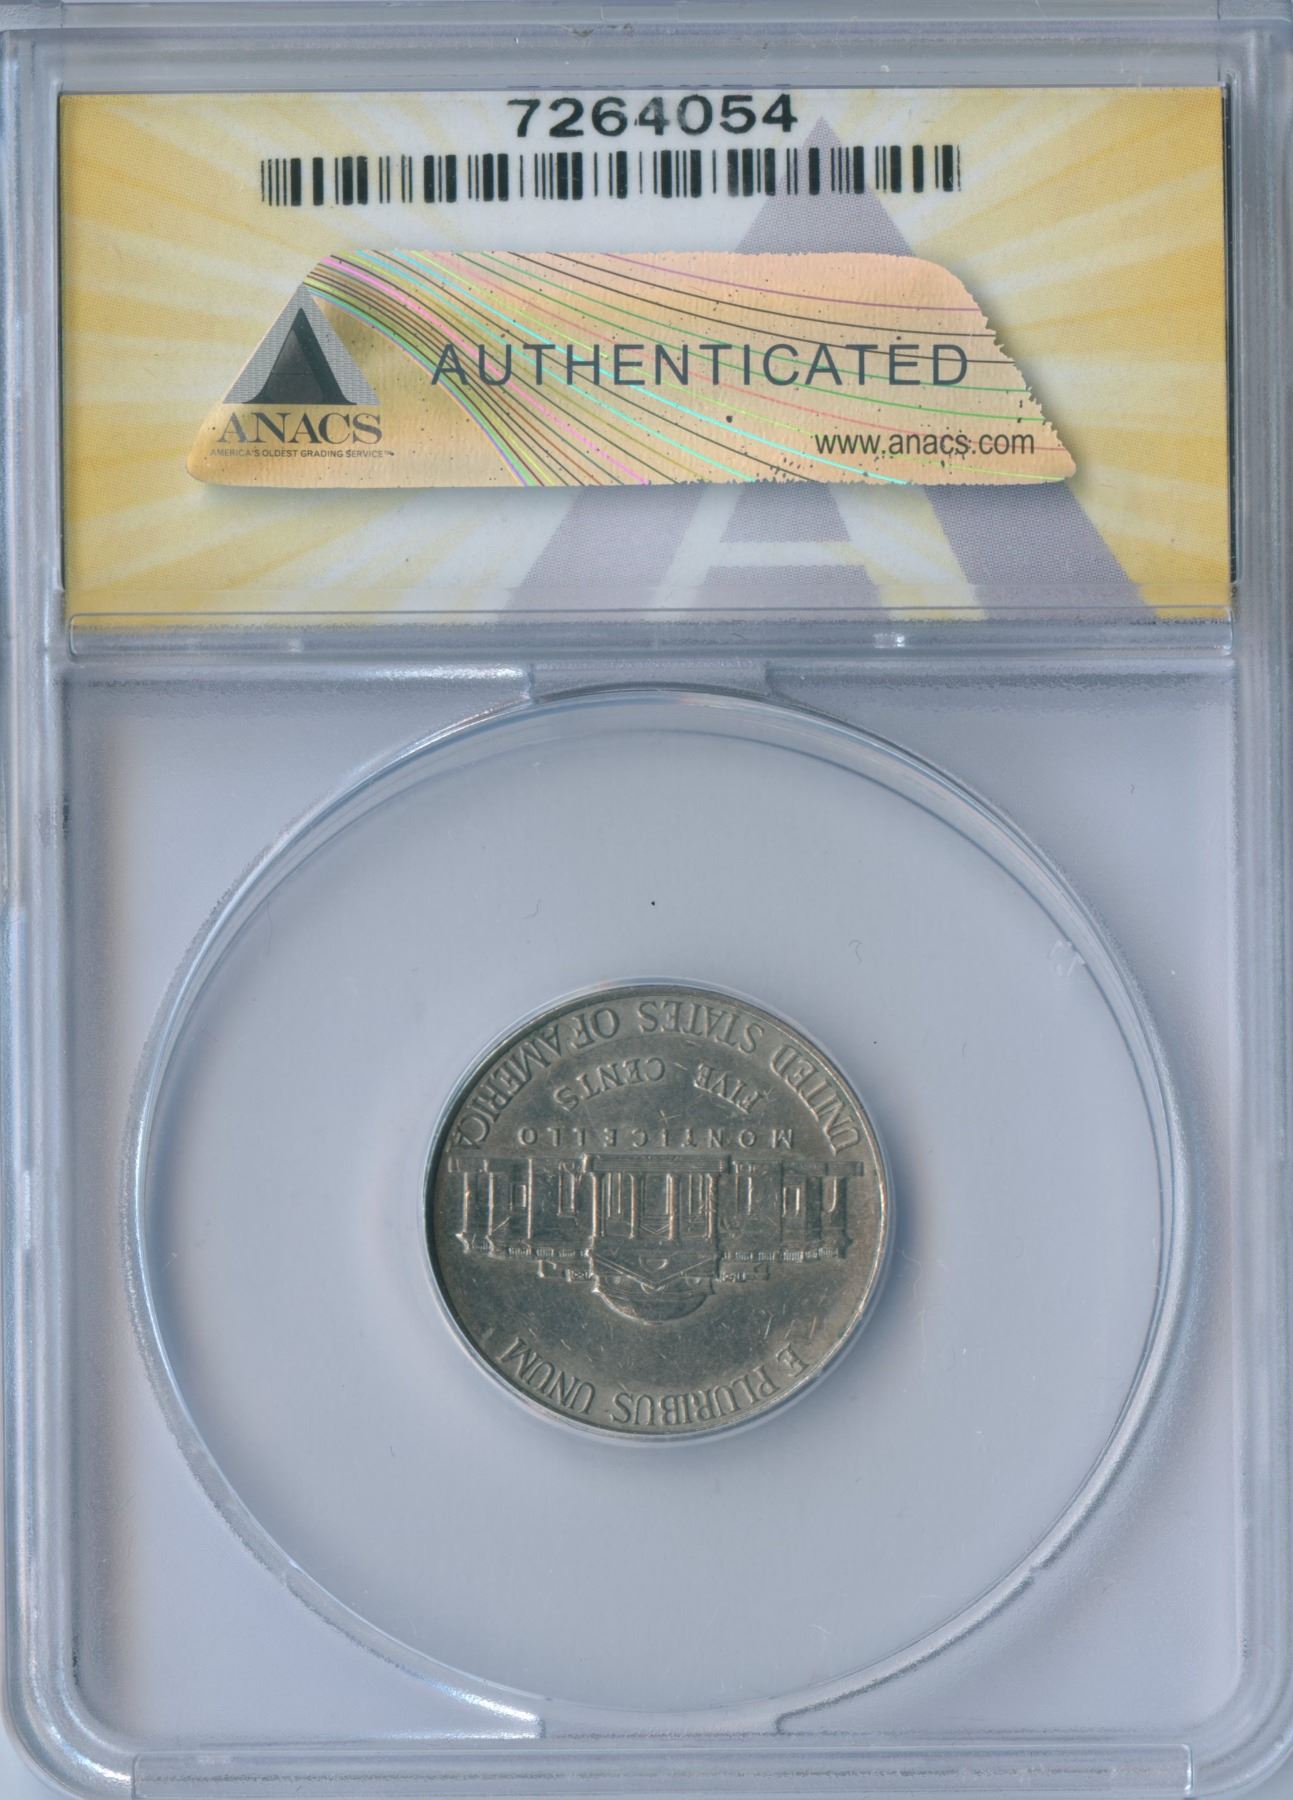 7264054
AUTHENTICATED
ANACS
AMERICA'S OLDEST GRADING SERVICE™
www.anacs.com
UNITED STATES OF AMERICA
FIVE CENTS
MONTICELLO
E PLURIBUS UNUM